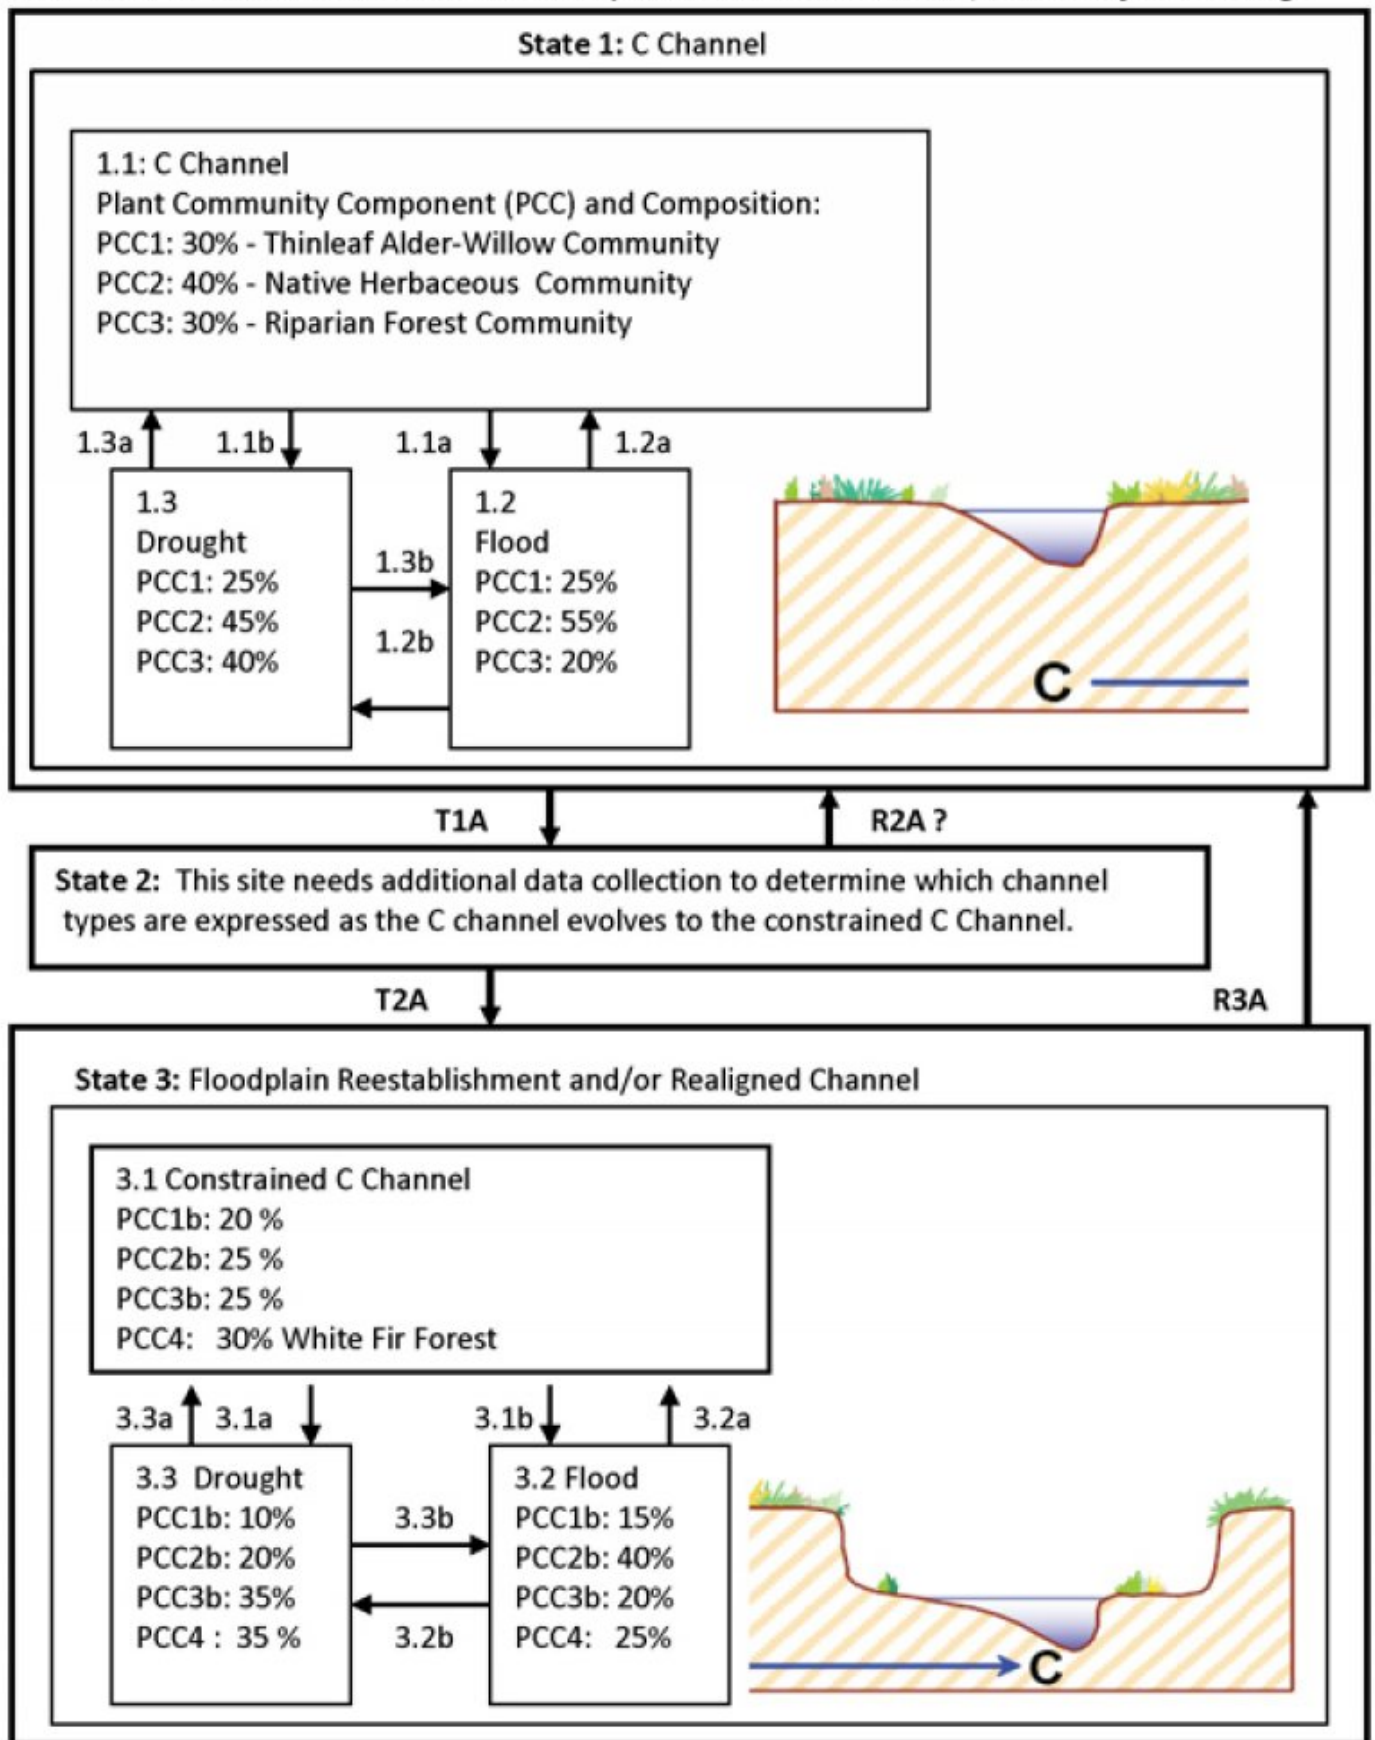 State 1: C Channel
1.1: C Channel
Plant Community Component (PCC) and Composition:
PCC1: 30% - Thinleaf Alder-Willow Community
PCC2: 40% - Native Herbaceous  Community
PCC3: 30% - Riparian Forest Community
1.3a
1.1b
1.1a
1.2a
1.3
Drought
PCC1: 25%
PCC2: 45%
PCC3: 40%
1.3b
1.2b
1.2
Flood
PCC1: 25%
PCC2: 55%
PCC3: 20%
C
T1A
R2A ?
State 2:  This site needs additional data collection to determine which channel
types are expressed as the C channel evolves to the constrained C Channel.
T2A
R3A
State 3: Floodplain Reestablishment and/or Realigned Channel
3.1 Constrained C Channel
PCC1b: 20 %
PCC2b: 25 %
PCC3b: 25 %
PCC4:   30% White Fir Forest
3.3a
3.1a
3.1b
3.2a
3.3  Drought
PCC1b: 10%
PCC2b: 20%
PCC3b: 35%
PCC4 :  35 %
3.3b
3.2b
3.2 Flood
PCC1b: 15%
PCC2b: 40%
PCC3b: 20%
PCC4:   25%
C